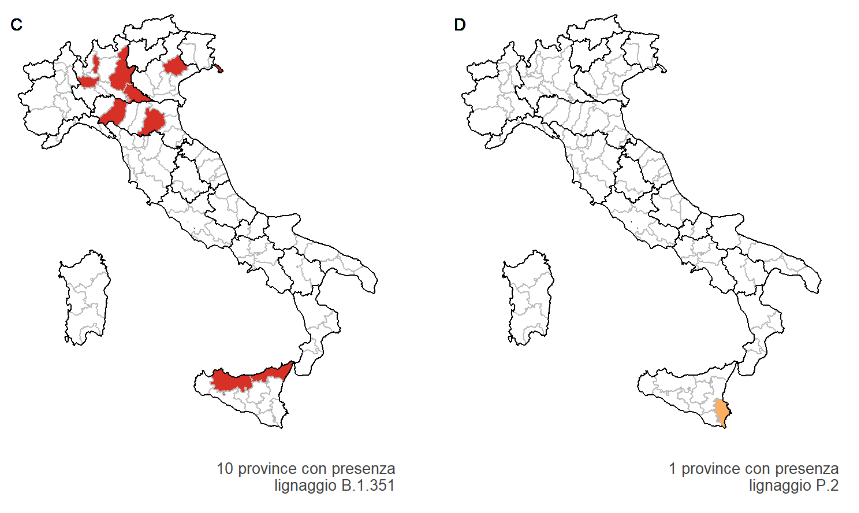 C
D
10 province con presenza
lignaggio B.1.351
1 province con presenza
lignaggio P.2